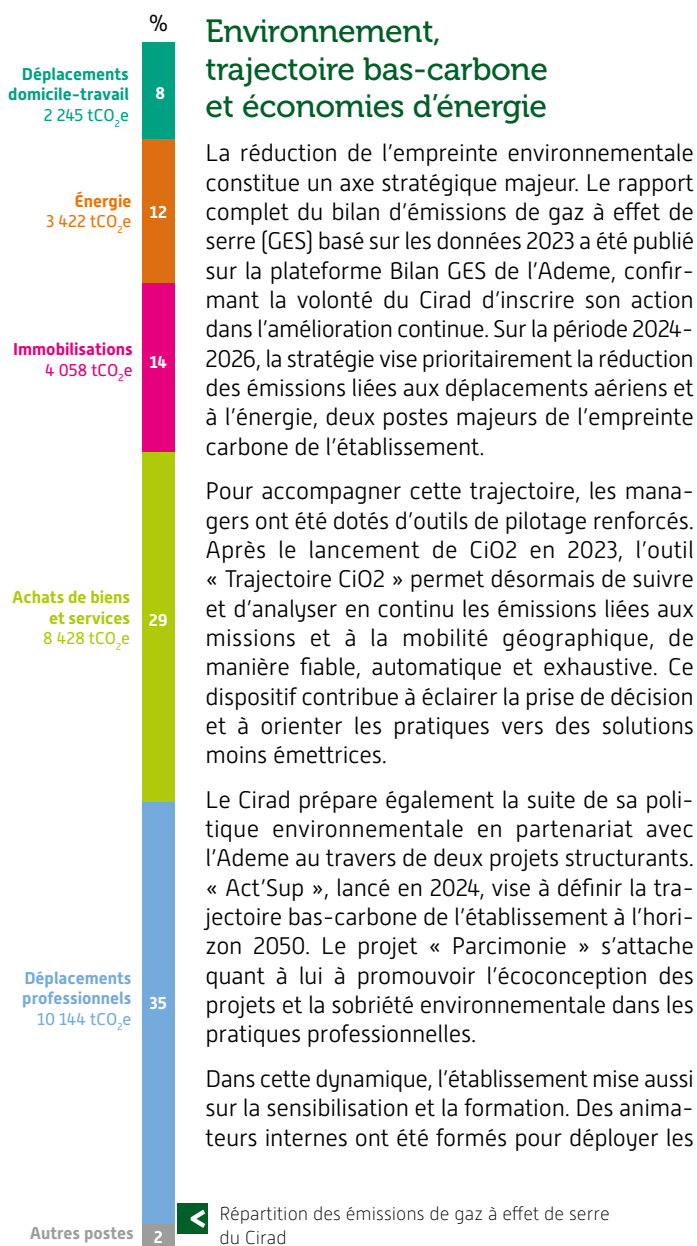 %
Déplacements
domicile-travail
2 245 tCO₂e
8
Énergie
3 422 tCO₂e
12
Immobilisations
4 058 tCO₂e
14
Achats de biens
et services
8 428 tCO₂e
29
Déplacements
professionnels
10 144 tCO₂e
35
Autres postes
2
Environnement,
trajectoire bas-carbone
et économies d’énergie
La réduction de l’empreinte environnementale
constitue un axe stratégique majeur. Le rapport
complet du bilan d’émissions de gaz à effet de
serre (GES) basé sur les données 2023 a été publié
sur la plateforme Bilan GES de l’Ademe, confir-
mant la volonté du Cirad d’inscrire son action
dans l’amélioration continue. Sur la période 2024-
2026, la stratégie vise prioritairement la réduction
des émissions liées aux déplacements aériens et
à l’énergie, deux postes majeurs de l’empreinte
carbone de l’établissement.
Pour accompagner cette trajectoire, les mana-
gers ont été dotés d’outils de pilotage renforcés.
Après le lancement de CiO2 en 2023, l’outil
« Trajectoire CiO2 » permet désormais de suivre
et d’analyser en continu les émissions liées aux
missions et à la mobilité géographique, de
manière fiable, automatique et exhaustive. Ce
dispositif contribue à éclairer la prise de décision
et à orienter les pratiques vers des solutions
moins émettrices.
Le Cirad prépare également la suite de sa poli-
tique environnementale en partenariat avec
l’Ademe au travers de deux projets structurants.
« Act’Sup », lancé en 2024, vise à définir la tra-
jectoire bas-carbone de l’établissement à l’hori-
zon 2050. Le projet « Parcimonie » s’attache
quant à lui à promouvoir l’écoconception des
projets et la sobriété environnementale dans les
pratiques professionnelles.
Dans cette dynamique, l’établissement mise aussi
sur la sensibilisation et la formation. Des anima-
teurs internes ont été formés pour déployer les
< Répartition des émissions de gaz à effet de serre
du Cirad